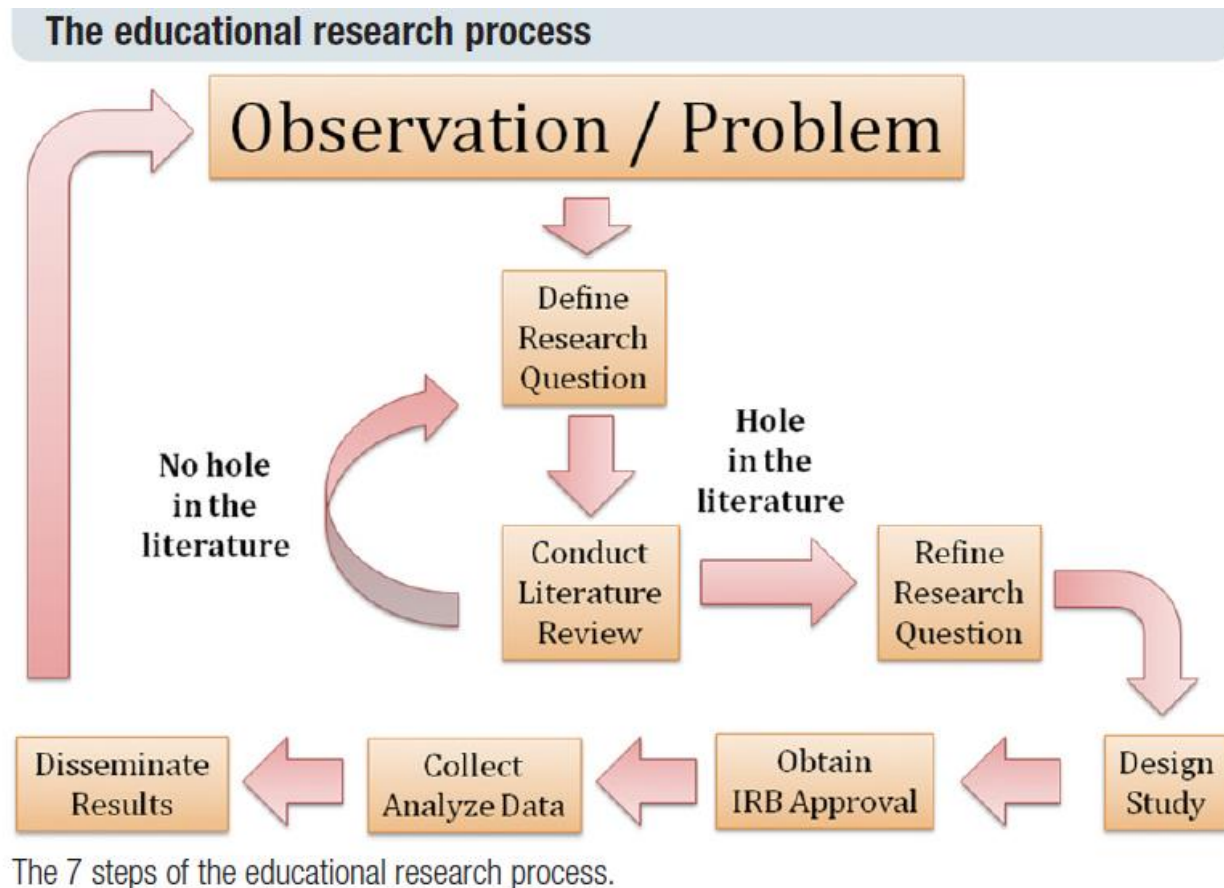 The educational research process
Observation / Problem
Define
Research
Question
No hole
in the
literature
Hole
in the
literature
Conduct
Literature
Review
Refine
Research
Question
Design
Study
Obtain
IRB Approval
Collect
Analyze Data
Disseminate
Results
The 7 steps of the educational research process.